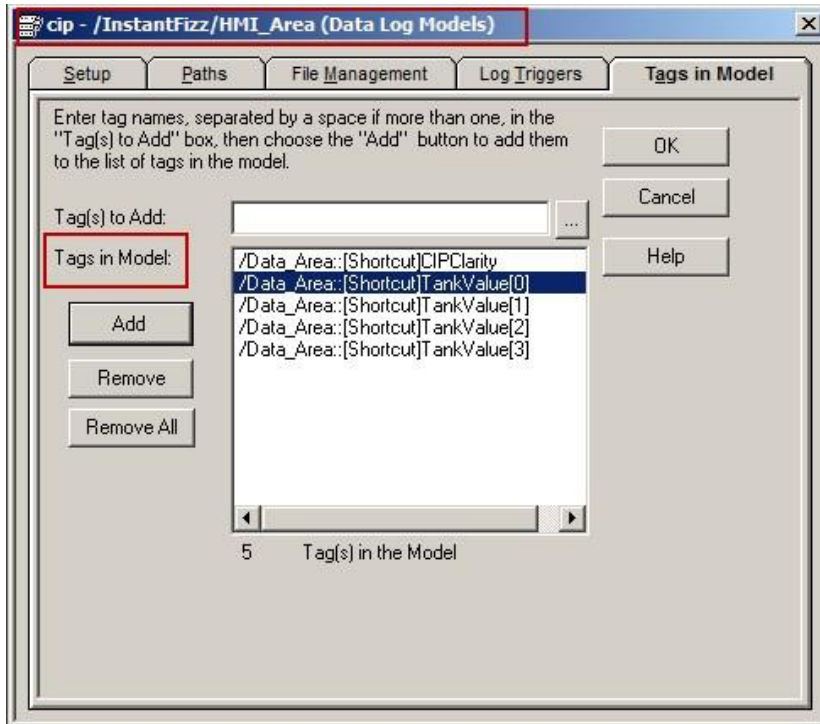 cip - /InstantFizz/HMI_Area (Data Log Models)
Setup Paths File Management Log Triggers Tags in Model
Enter tag names, separated by a space if more than one, in the
"Tag(s) to Add" box, then choose the "Add" button to add them
to the list of tags in the model.
OK
Cancel
Tag(s) to Add:
...
Tags in Model:
Help
/Data_Area::[Shortcut]CIPClarity
/Data_Area::[Shortcut]TankValue[0]
/Data_Area::[Shortcut]TankValue[1]
/Data_Area::[Shortcut]TankValue[2]
/Data_Area::[Shortcut]TankValue[3]
Add
Remove
Remove All
5 Tag(s) in the Model